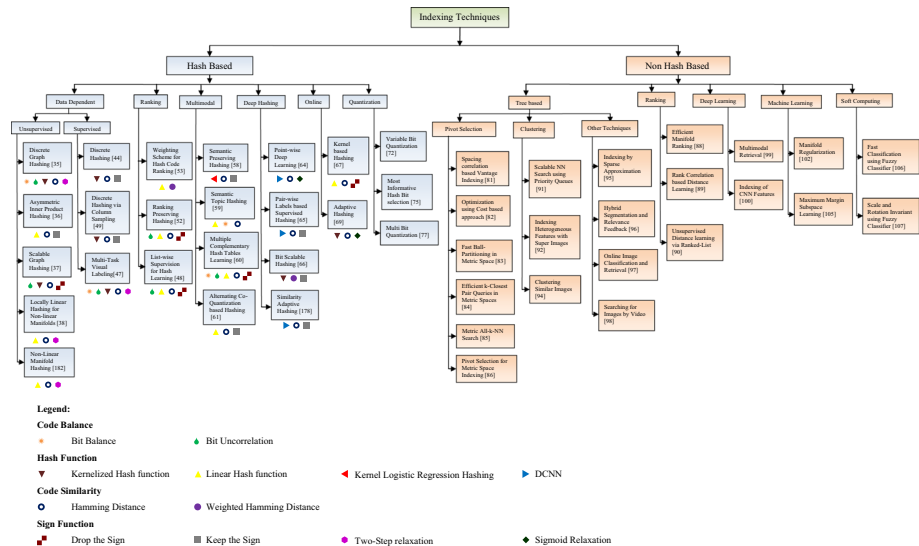 Indexing Techniques
Hash Based
Non Hash Based
Data Dependent
Ranking
Multimodal
Deep Hashing
Online
Quantization
Tree based
Ranking
Deep Learning
Machine Learning
Soft Computing
Unsupervised
Supervised
Pivot Selection
Clustering
Other Techniques
Discrete
Graph
Hashing [35]
Asymmetric
Inner Product
Hashing [36]
Scalable
Graph
Hashing [37]
Locally Linear
Hashing for
Non-linear
Manifolds [38]
Non-Linear
Manifold
Hashing [182]
Discrete
Hashing [44]
Discrete
Hashing via
Column
Sampling
[49]
Multi-Task
Visual
Labeling[47]
Weighting
Scheme for
Hash Code
Ranking
[53]
Ranking
Preserving
Hashing [52]
List-wise
Supervision
for Hash
Learning [48]
Semantic
Preserving
Hashing [58]
Semantic
Topic Hashing
[59]
Multiple
Complementary
Hash Tables
Learning [60]
Alternating Co-
Quantization
based Hashing
[61]
Point-wise
Deep
Learning [64]
Pair-wise
Labels based
Supervised
Hashing [65]
Bit Scalable
Hashing [66]
Similarity
Adaptive
Hashing [178]
Kernel
based
Hashing
[67]
Adaptive
Hashing
[69]
Variable Bit
Quantization
[72]
Most
Informative
Hash Bit
selection [75]
Multi Bit
Quantization [77]
Spacing
correlation
based Vantage
Indexing [81]
Optimization
using Cost based
approach [82]
Fast Ball-
Partitioning in
Metric Space [83]
Efficient k-Closest
Pair Queries in
Metric Spaces
[84]
Metric All-k-NN
Search [85]
Pivot Selection for
Metric Space
Indexing [86]
Scalable NN
Search using
Priority Queues
[91]
Indexing
Heterogeneous
Features with
Super Images
[92]
Clustering
Similar Images
[94]
Indexing by
Sparse
Approximation
[95]
Hybrid
Segmentation and
Relevance
Feedback [96]
Online Image
Classification and
Retrieval [97]
Searching for
Images by Video
[98]
Efficient
Manifold
Ranking [88]
Rank Correlation
based Distance
Learning [89]
Unsupervised
Distance learning
via Ranked-List
[90]
Multimodal
Retrieval [99]
Indexing of
CNN Features
[100]
Manifold
Regularization
[102]
Maximum Margin
Subspace
Learning [105]
Fast
Classification
using Fuzzy
Classifier [106]
Scale and
Rotation Invariant
using Fuzzy
Classifier [107]
Legend:
Code Balance
Bit Balance
Bit Uncorrelation
Hash Function
Kernelized Hash function
Linear Hash function
Kernel Logistic Regression Hashing
DCNN
Code Similarity
Hamming Distance
Weighted Hamming Distance
Sign Function
Drop the Sign
Keep the Sign
Two-Step relaxation
Sigmoid Relaxation